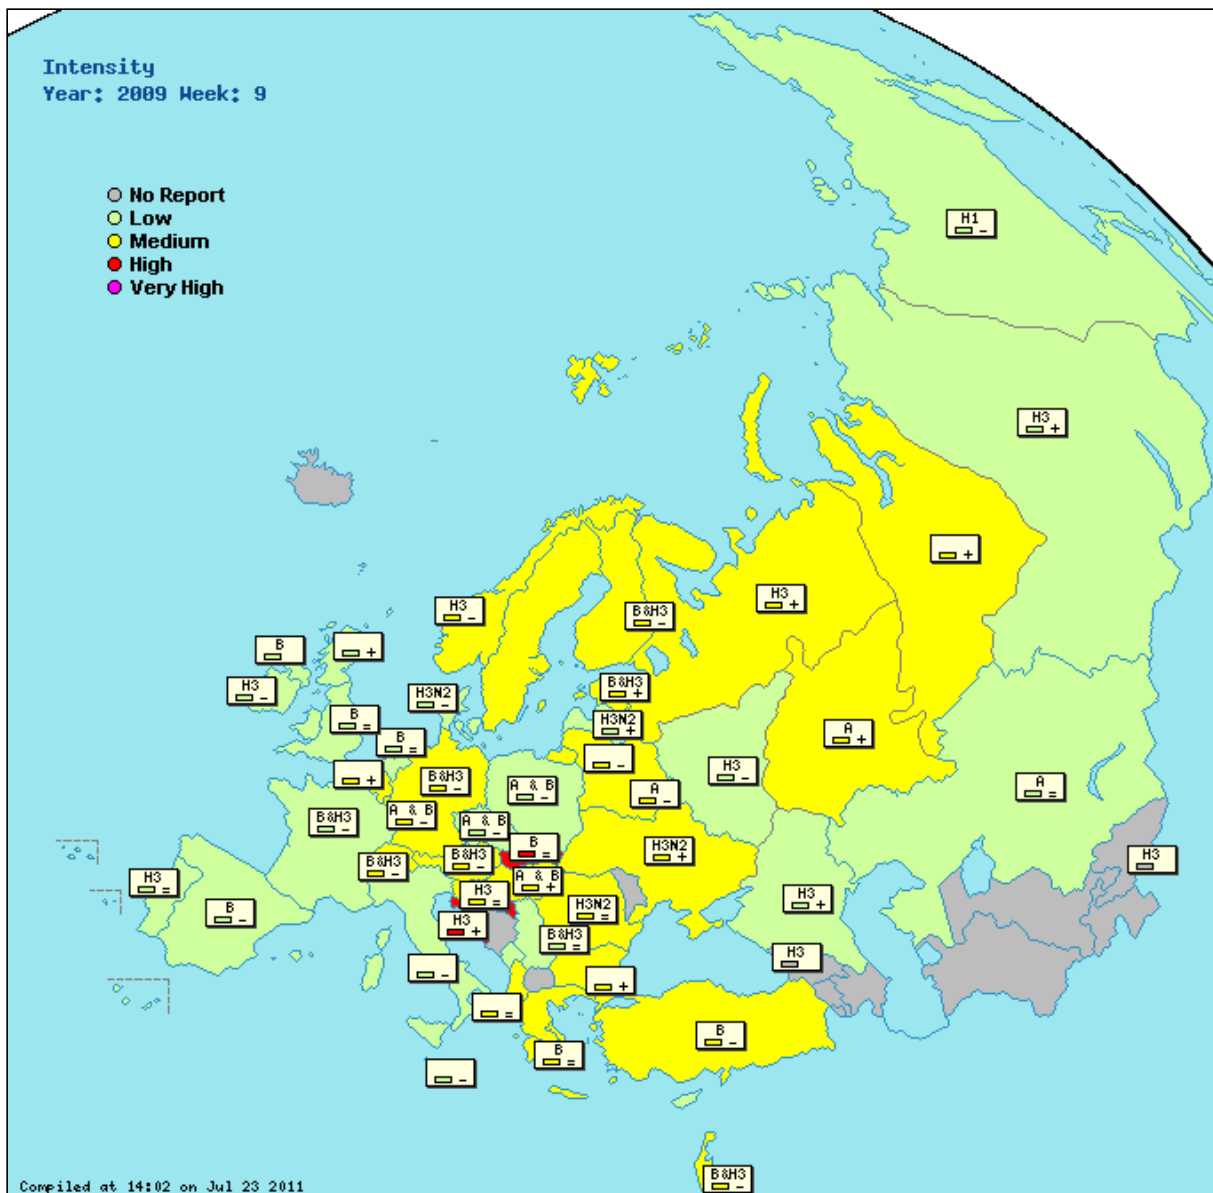 Intensity
Year: 2009 Week: 9
No Report
Low
Medium
High
Very High
H1
-
H3
+
+
H3
+
H3
-
B&H3
-
B
+
H3
-
B&H3
+
H3N2
-
H3N2
+
B
=
B
=
A
+
-
H3
-
+
B&H3
-
A & B
-
A
-
A
=
A & B
-
B&H3
-
A & B
-
B
=
H3N2
+
H3
B&H3
-
B&H3
-
A & B
+
H3
=
H3
=
H3
+
B
-
H3N2
=
H3
+
B&H3
=
H3
-
+
=
B
-
B
=
-
B&H3
-
Compiled at 14:02 on Jul 23 2011